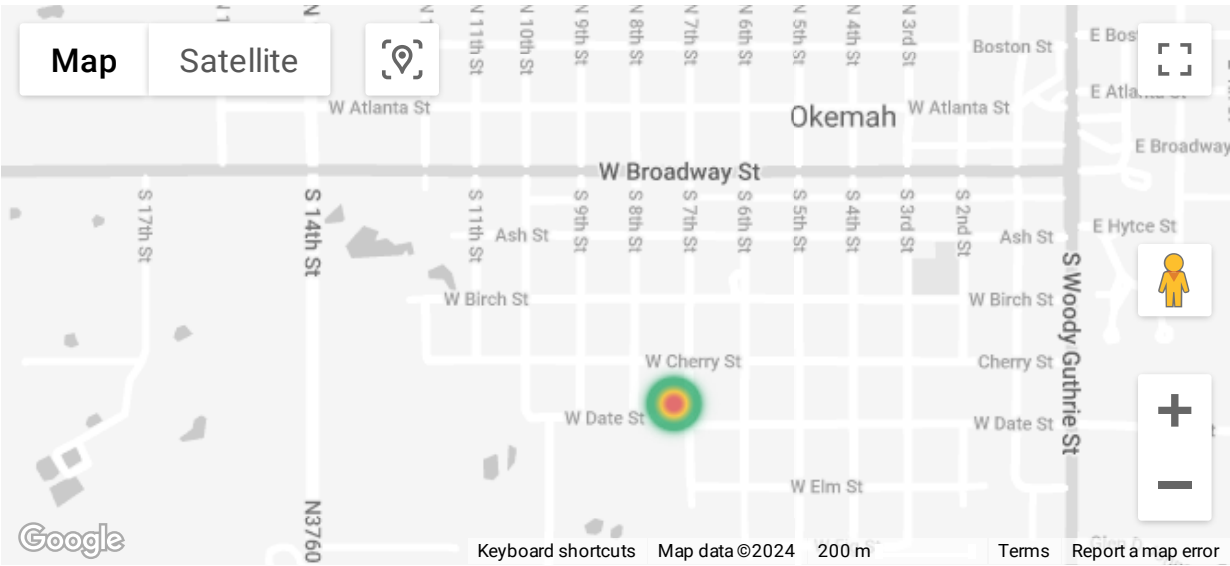 Map
Satellite
N 11th St
N 10th St
N 9th St
N 8th St
N 7th St
N 6th St
N 5th St
N 4th St
N 3rd St
Boston St
W Atlanta St
Okemah
W Atlanta St
W Broadway St
E Broadway
S 17th St
S 14th St
S 11th St
S 9th St
S 8th St
S 7th St
S 6th St
S 5th St
S 4th St
S 3rd St
S 2nd St
E Hytce St
Ash St
Ash St
S Woody Guthrie St
W Birch St
W Birch St
W Cherry St
Cherry St
W Date St
W Date St
W Elm St
N3760
Google
Keyboard shortcuts
Map data ©2024
200 m
Terms
Report a map error